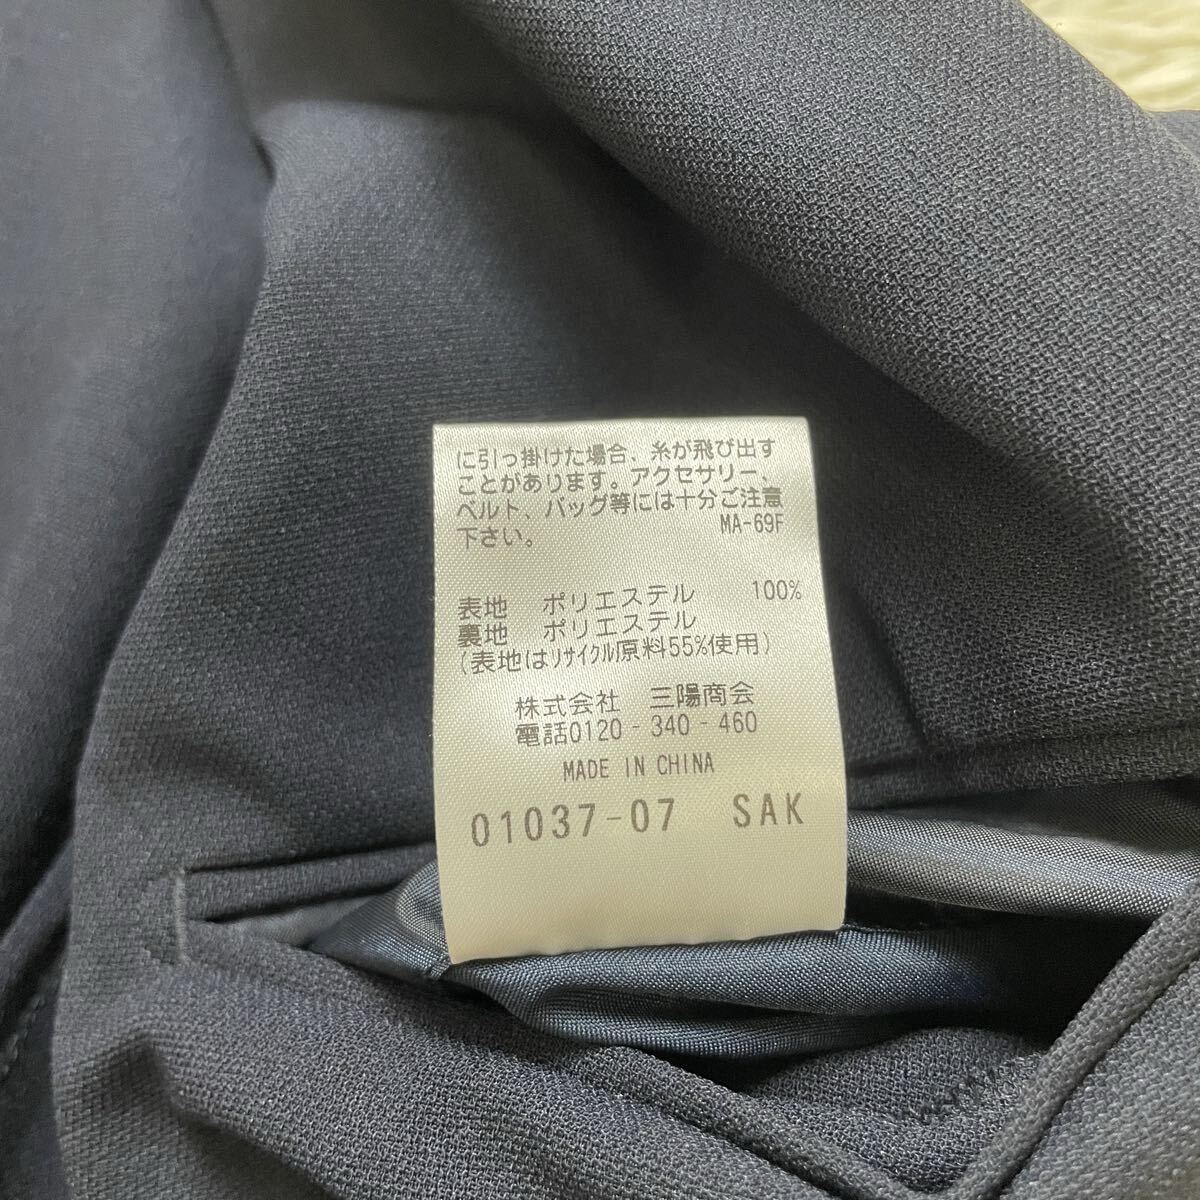 に引っ掛けた場合、糸が飛び出す
ことがあります。アクセサリー、
ベルト、バッグ等には十分ご注意
下さい。 MA-69F
表地 ポリエステル 100%
裏地 ポリエステル
(表地はﾘｻｲｸﾙ原料55%使用)
株式会社 三陽商会
電話0120-340-460
MADE IN CHINA
01037-07 SAK